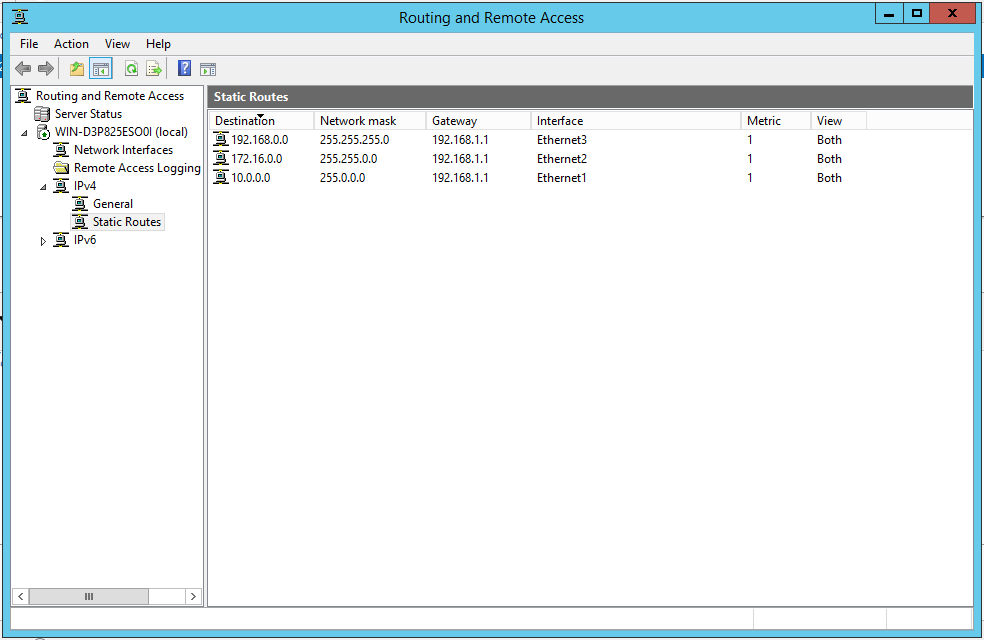 Routing and Remote Access
File Action View Help
Routing and Remote Access
Server Status
WIN-D3P825ESO0I (local)
Network Interfaces
Remote Access Logging
IPv4
General
Static Routes
IPv6
Static Routes
Destination Network mask Gateway Interface Metric View
192.168.0.0 255.255.255.0 192.168.1.1 Ethernet3 1 Both
172.16.0.0 255.255.0.0 192.168.1.1 Ethernet2 1 Both
10.0.0.0 255.0.0.0 192.168.1.1 Ethernet1 1 Both